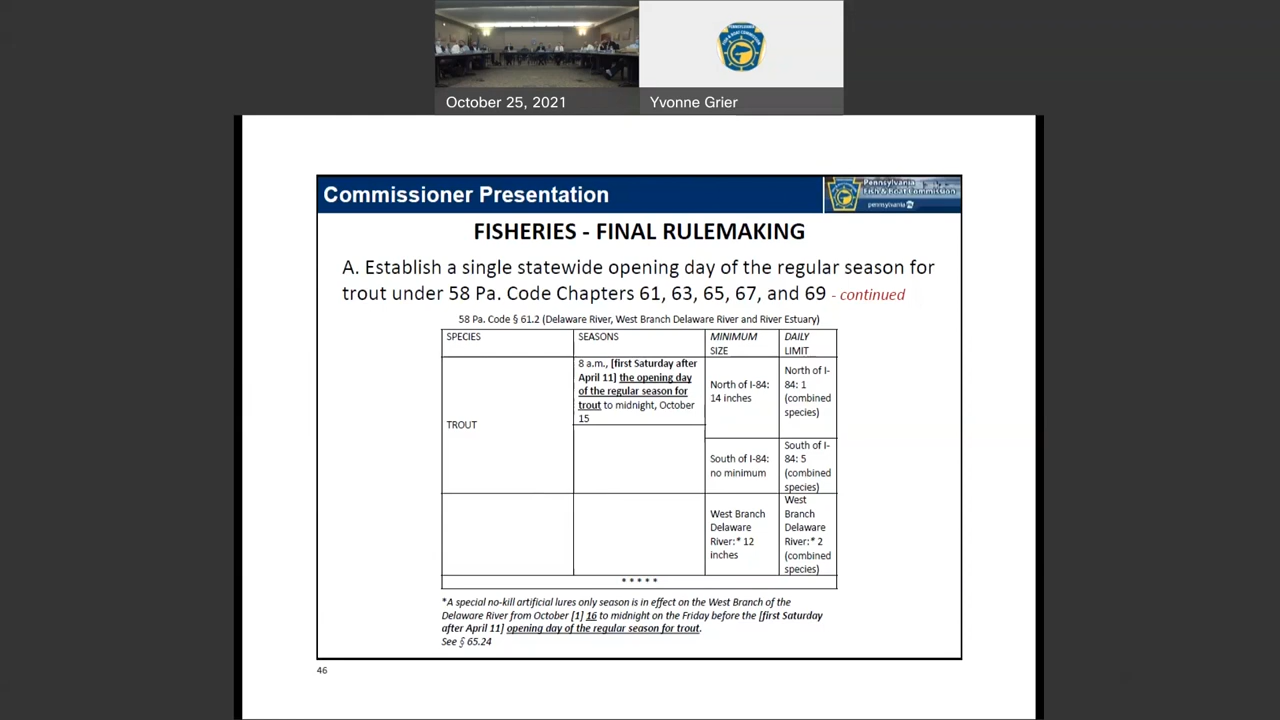 October 25, 2021
Yvonne Grier
Commissioner Presentation
Pennsylvania
Fish & Boat Commission
pennsylvania
FISHERIES - FINAL RULEMAKING
A. Establish a single statewide opening day of the regular season for
trout under 58 Pa. Code Chapters 61, 63, 65, 67, and 69 - continued
58 Pa. Code § 61.2 (Delaware River, West Branch Delaware River and River Estuary)
SPECIES
SEASONS
MINIMUM
SIZE
DAILY
LIMIT
TROUT
8 a.m., [first Saturday after
April 11] the opening day
of the regular season for
trout to midnight, October
15
North of I-84:
14 inches
North of I-
84: 1
(combined
species)
South of I-84:
no minimum
South of I-
84: 5
(combined
species)
West Branch
Delaware
River:* 12
inches
West
Branch
Delaware
River:* 2
(combined
species)
* * * * *
*A special no-kill artificial lures only season is in effect on the West Branch of the
Delaware River from October [1] 16 to midnight on the Friday before the [first Saturday
after April 11] opening day of the regular season for trout.
See § 65.24
46